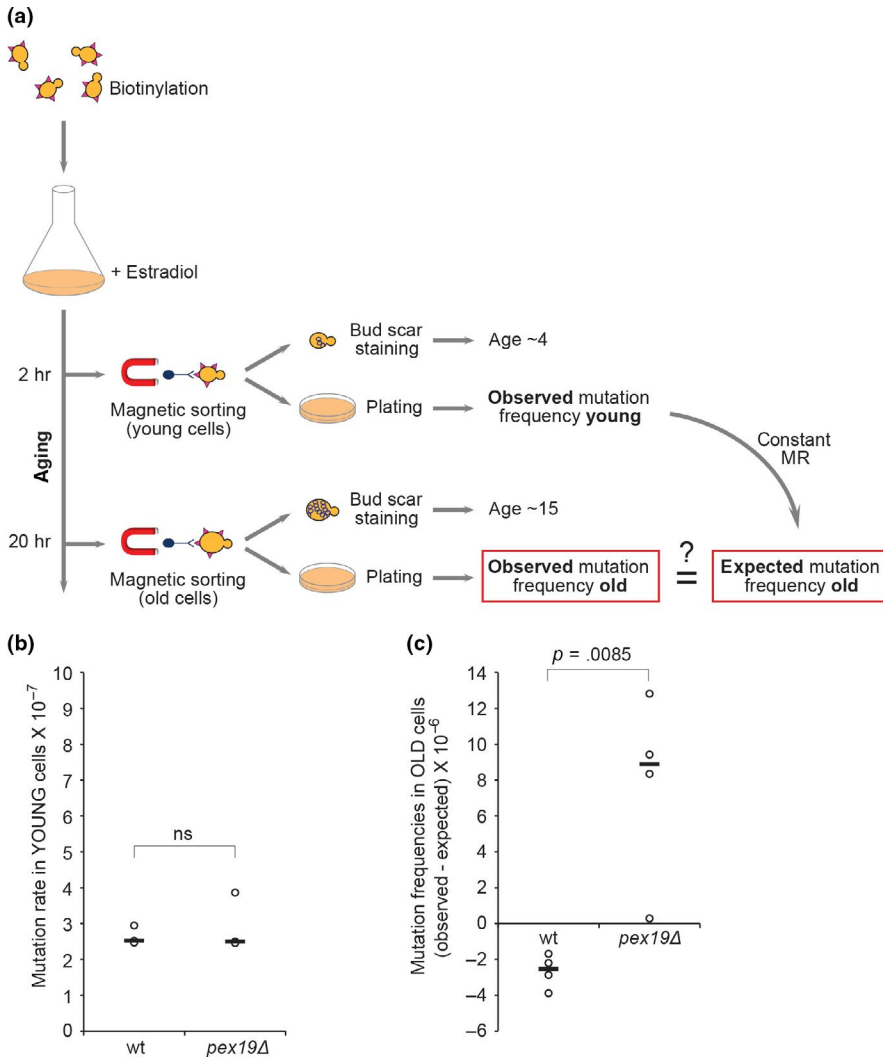 (a)
Biotinylation
+ Estradiol
2 hr
Magnetic sorting
(young cells)
Bud scar
staining
Age ~4
Plating
Observed mutation
frequency young
Constant
MR
Aging
20 hr
Magnetic sorting
(old cells)
Bud scar
staining
Age ~15
Plating
Observed mutation
frequency old
?
=
Expected mutation
frequency old
(b)
Mutation rate in YOUNG cells X 10⁻⁷
10
9
8
7
6
5
4
3
2
1
0
ns
wt
pex19Δ
(c)
Mutation frequencies in OLD cells
(observed - expected) X 10⁻⁶
14
12
10
8
6
4
2
0
–2
–4
–6
p = .0085
wt
pex19Δ